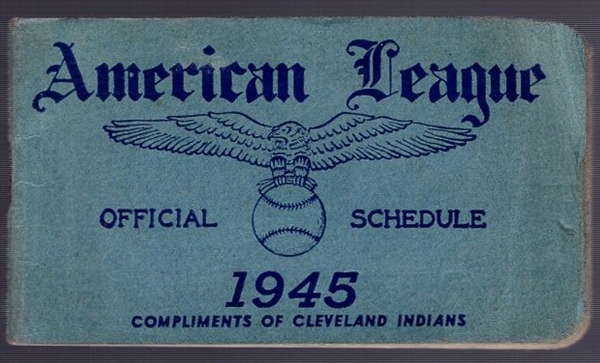 American League
OFFICIAL SCHEDULE
1945
COMPLIMENTS OF CLEVELAND INDIANS